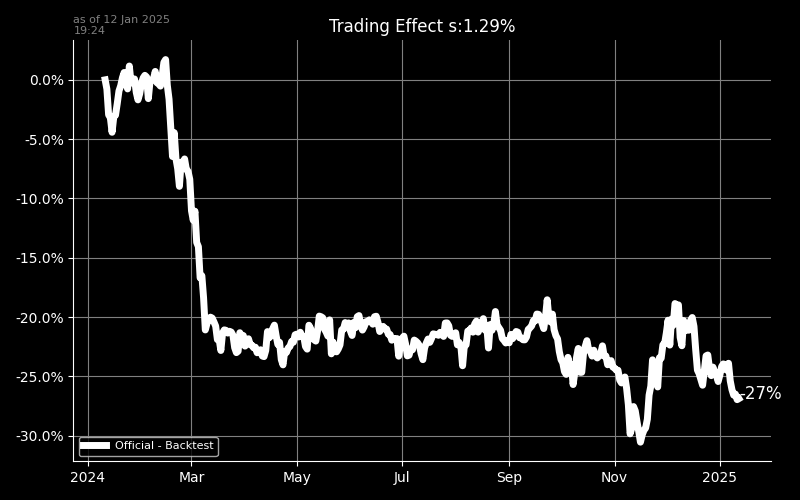 as of 12 Jan 2025
19:24
Trading Effect s:1.29%
0.0%
-5.0%
-10.0%
-15.0%
-20.0%
-25.0%
-30.0%
-27%
Official - Backtest
2024 Mar May Jul Sep Nov 2025